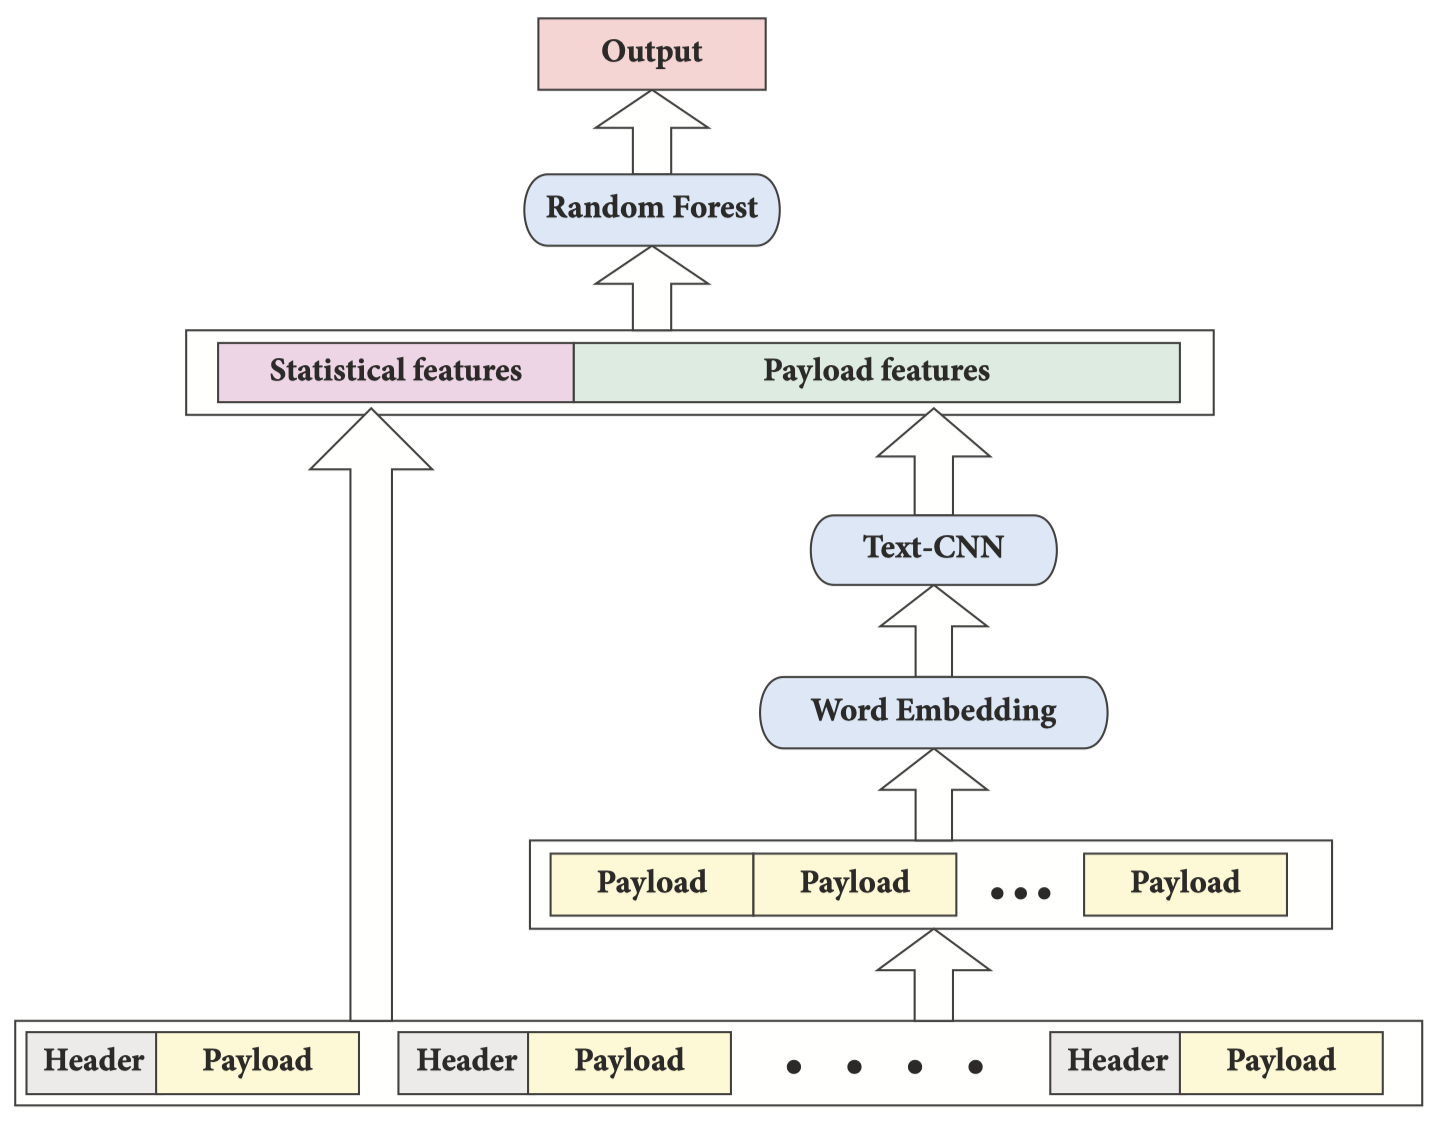 Output
Random Forest
Statistical features
Payload features
Text-CNN
Word Embedding
Payload
Payload
Payload
Header
Payload
Header
Payload
Header
Payload